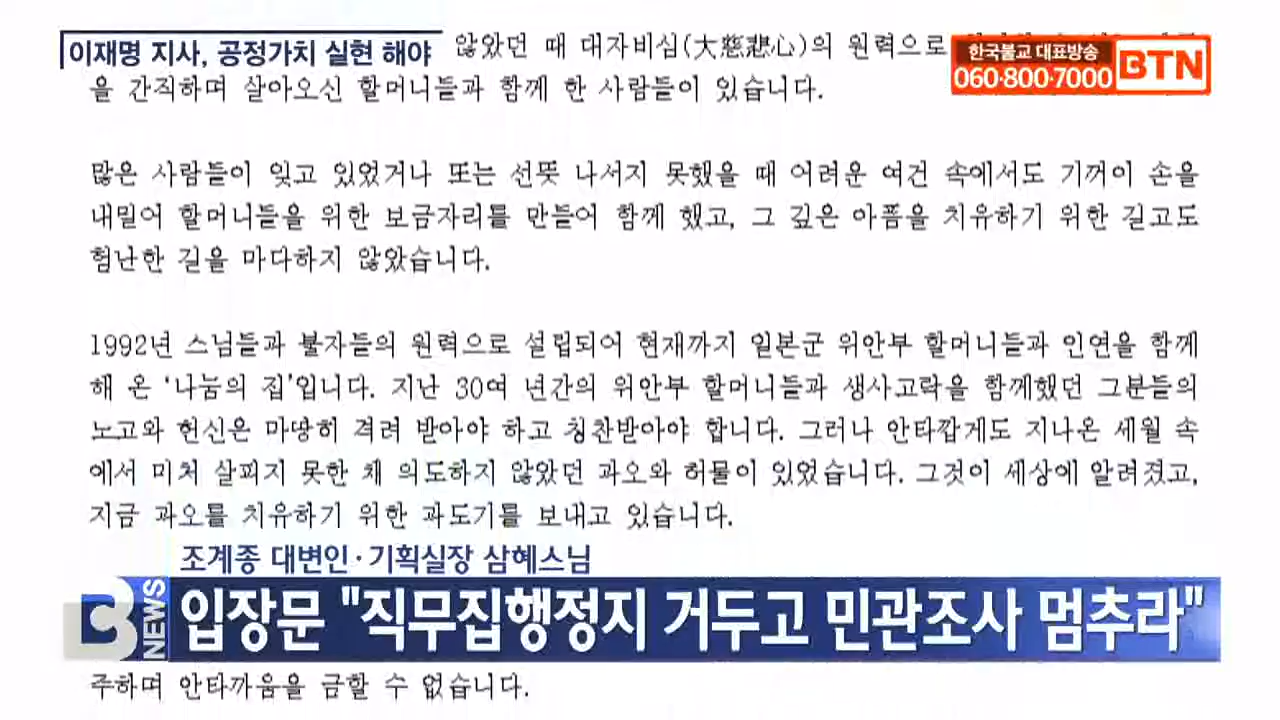 이재명 지사, 공정가치 실현 해야
않았던 때 대자비심(大慈悲心)의 원력으로
한국불교 대표방송
060·800·7000
BTN
을 간직하며 살아오신 할머니들과 함께 한 사람들이 있습니다.
많은 사람들이 잊고 있었거나 또는 선뜻 나서지 못했을 때 어려운 여건 속에서도 기꺼이 손을
내밀어 할머니들을 위한 보금자리를 만들어 함께 했고, 그 깊은 아픔을 치유하기 위한 길고도
험난한 길을 마다하지 않았습니다.
1992년 스님들과 불자들의 원력으로 설립되어 현재까지 일본군 위안부 할머니들과 인연을 함께
해 온 ‘나눔의 집’입니다. 지난 30여 년간의 위안부 할머니들과 생사고락을 함께했던 그분들의
노고와 헌신은 마땅히 격려 받아야 하고 칭찬받아야 합니다. 그러나 안타깝게도 지나온 세월 속
에서 미처 살피지 못한 채 의도하지 않았던 과오와 허물이 있었습니다. 그것이 세상에 알려졌고,
지금 과오를 치유하기 위한 과도기를 보내고 있습니다.
조계종 대변인·기획실장 삼혜스님
B NEWS
입장문 "직무집행정지 거두고 민관조사 멈추라"
주하며 안타까움을 금할 수 없습니다.